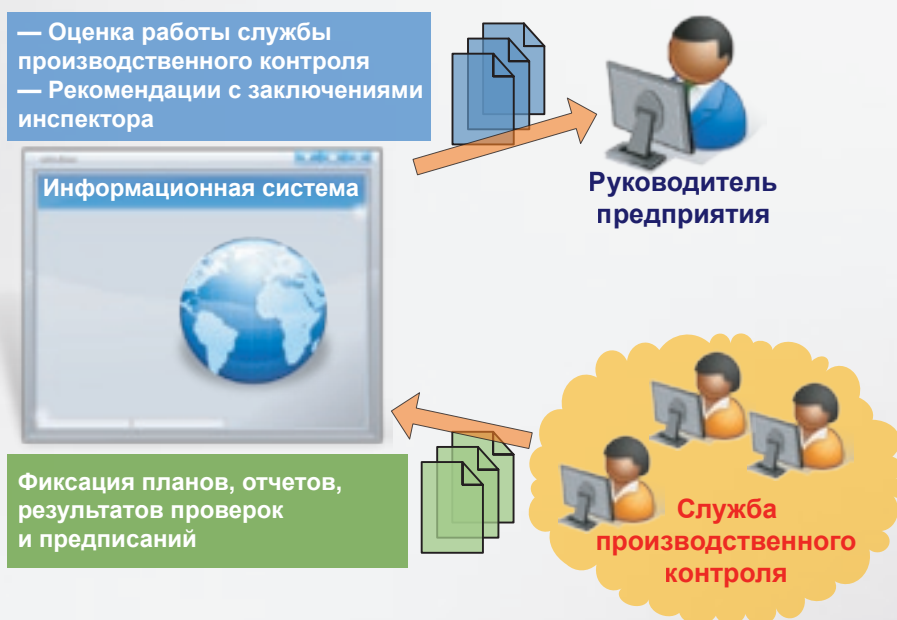 — Оценка работы службы
производственного контроля
— Рекомендации с заключениями
инспектора
Информационная система
Руководитель
предприятия
Фиксация планов, отчетов,
результатов проверок
и предписаний
Служба
производственного
контроля